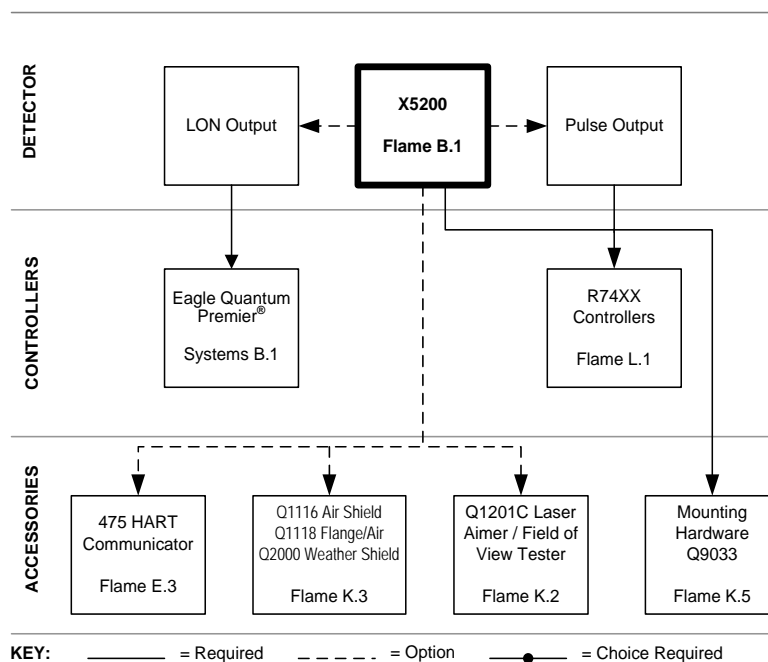 DETECTOR
LON Output
X5200
Flame B.1
Pulse Output
CONTROLLERS
Eagle Quantum
Premier®
Systems B.1
R74XX
Controllers
Flame L.1
ACCESSORIES
475 HART
Communicator
Flame E.3
Q1116 Air Shield
Q1118 Flange/Air
Q2000 Weather Shield
Flame K.3
Q1201C Laser
Aimer / Field of
View Tester
Flame K.2
Mounting
Hardware
Q9033
Flame K.5
KEY: = Required = Option = Choice Required